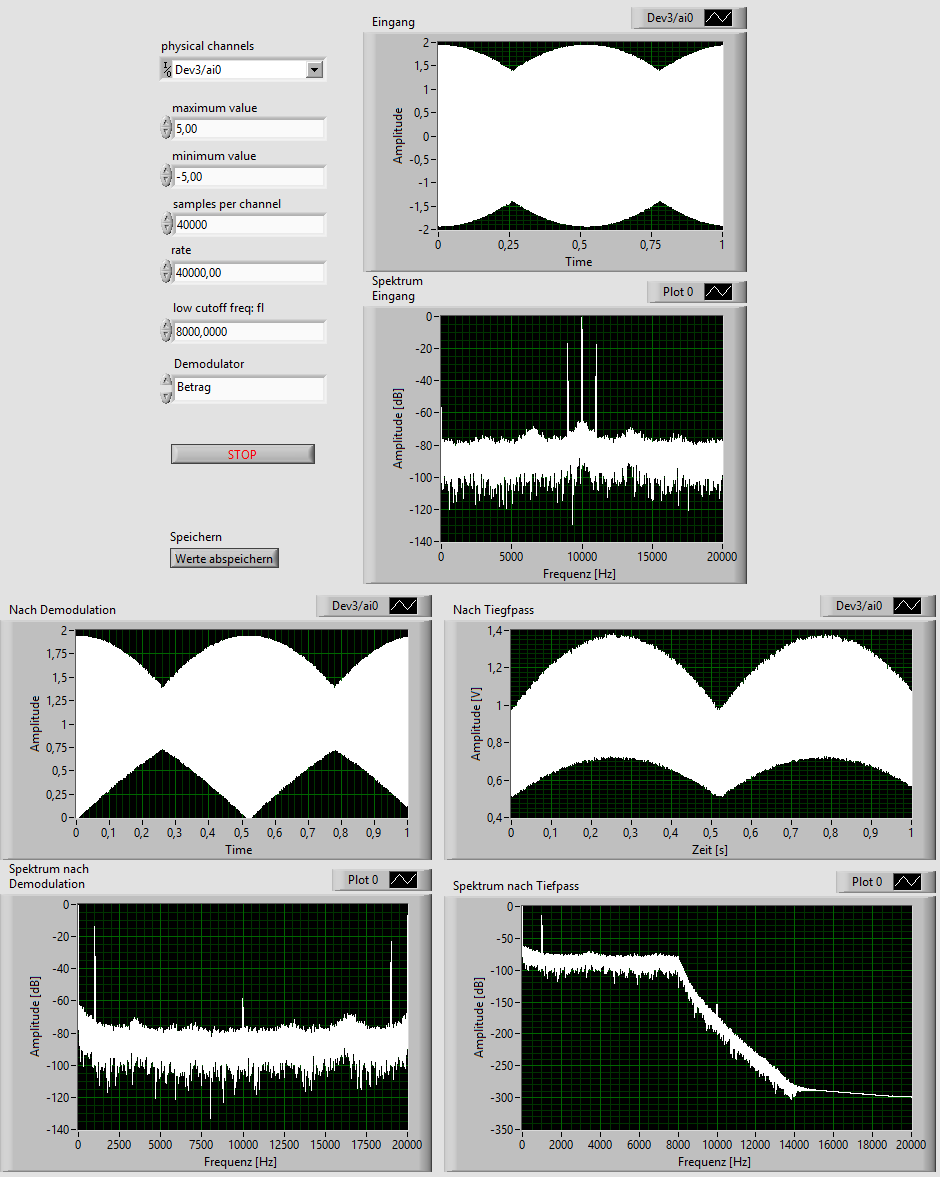 physical channels
Dev3/ai0
maximum value
5,00
minimum value
-5,00
samples per channel
40000
rate
40000,00
low cutoff freq: fl
8000,0000
Demodulator
Betrag
STOP
Speichern
Werte abspeichern
Eingang
Dev3/ai0
Amplitude
2
1,5
1
0,5
0
-0,5
-1
-1,5
-2
0 0,25 0,5 0,75 1
Time
Spektrum
Eingang
Plot 0
Amplitude [dB]
0
-20
-40
-60
-80
-100
-120
-140
0 5000 10000 15000 20000
Frequenz [Hz]
Nach Demodulation
Dev3/ai0
Amplitude
2
1,75
1,5
1,25
1
0,75
0,5
0,25
0
0 0,1 0,2 0,3 0,4 0,5 0,6 0,7 0,8 0,9 1
Time
Nach Tiegfpass
Dev3/ai0
Amplitude [V]
1,4
1,2
1
0,8
0,6
0,4
0 0,1 0,2 0,3 0,4 0,5 0,6 0,7 0,8 0,9 1
Zeit [s]
Spektrum nach
Demodulation
Plot 0
Amplitude [dB]
0
-20
-40
-60
-80
-100
-120
-140
0 2500 5000 7500 10000 12500 15000 17500 20000
Frequenz [Hz]
Spektrum nach Tiefpass
Plot 0
Amplitude [dB]
0
-50
-100
-150
-200
-250
-300
-350
0 2000 4000 6000 8000 10000 12000 14000 16000 18000 20000
Frequenz [Hz]